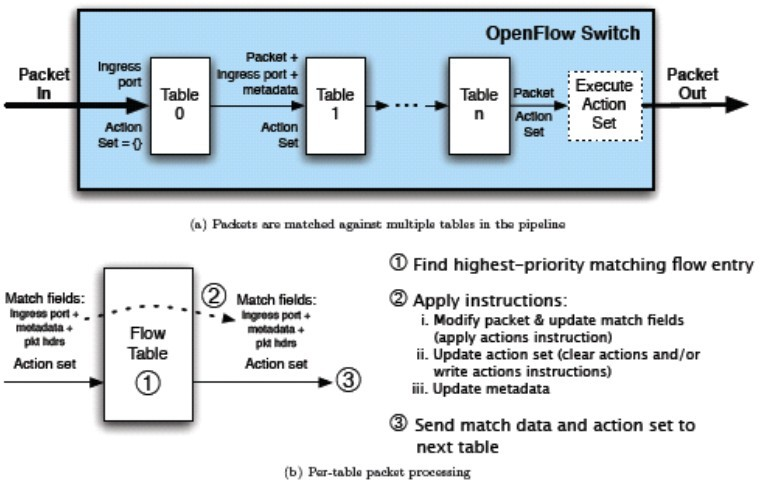 OpenFlow Switch
Packet
In
Ingress
port
Action
Set = {}
Table
0
Packet +
Ingress port +
metadata
Action
Set
Table
1
Table
n
Packet
Action
Set
Execute
Action
Set
Packet
Out
(a) Packets are matched against multiple tables in the pipeline
Match fields:
Ingress port +
metadata +
pkt hdrs
Action set
Flow
Table
①
②
Match fields:
Ingress port +
metadata +
pkt hdrs
Action set
③
① Find highest–priority matching flow entry
② Apply instructions:
i. Modify packet & update match fields
(apply actions instruction)
ii. Update action set (clear actions and/or
write actions instructions)
iii. Update metadata
③ Send match data and action set to
next table
(b) Per-table packet processing